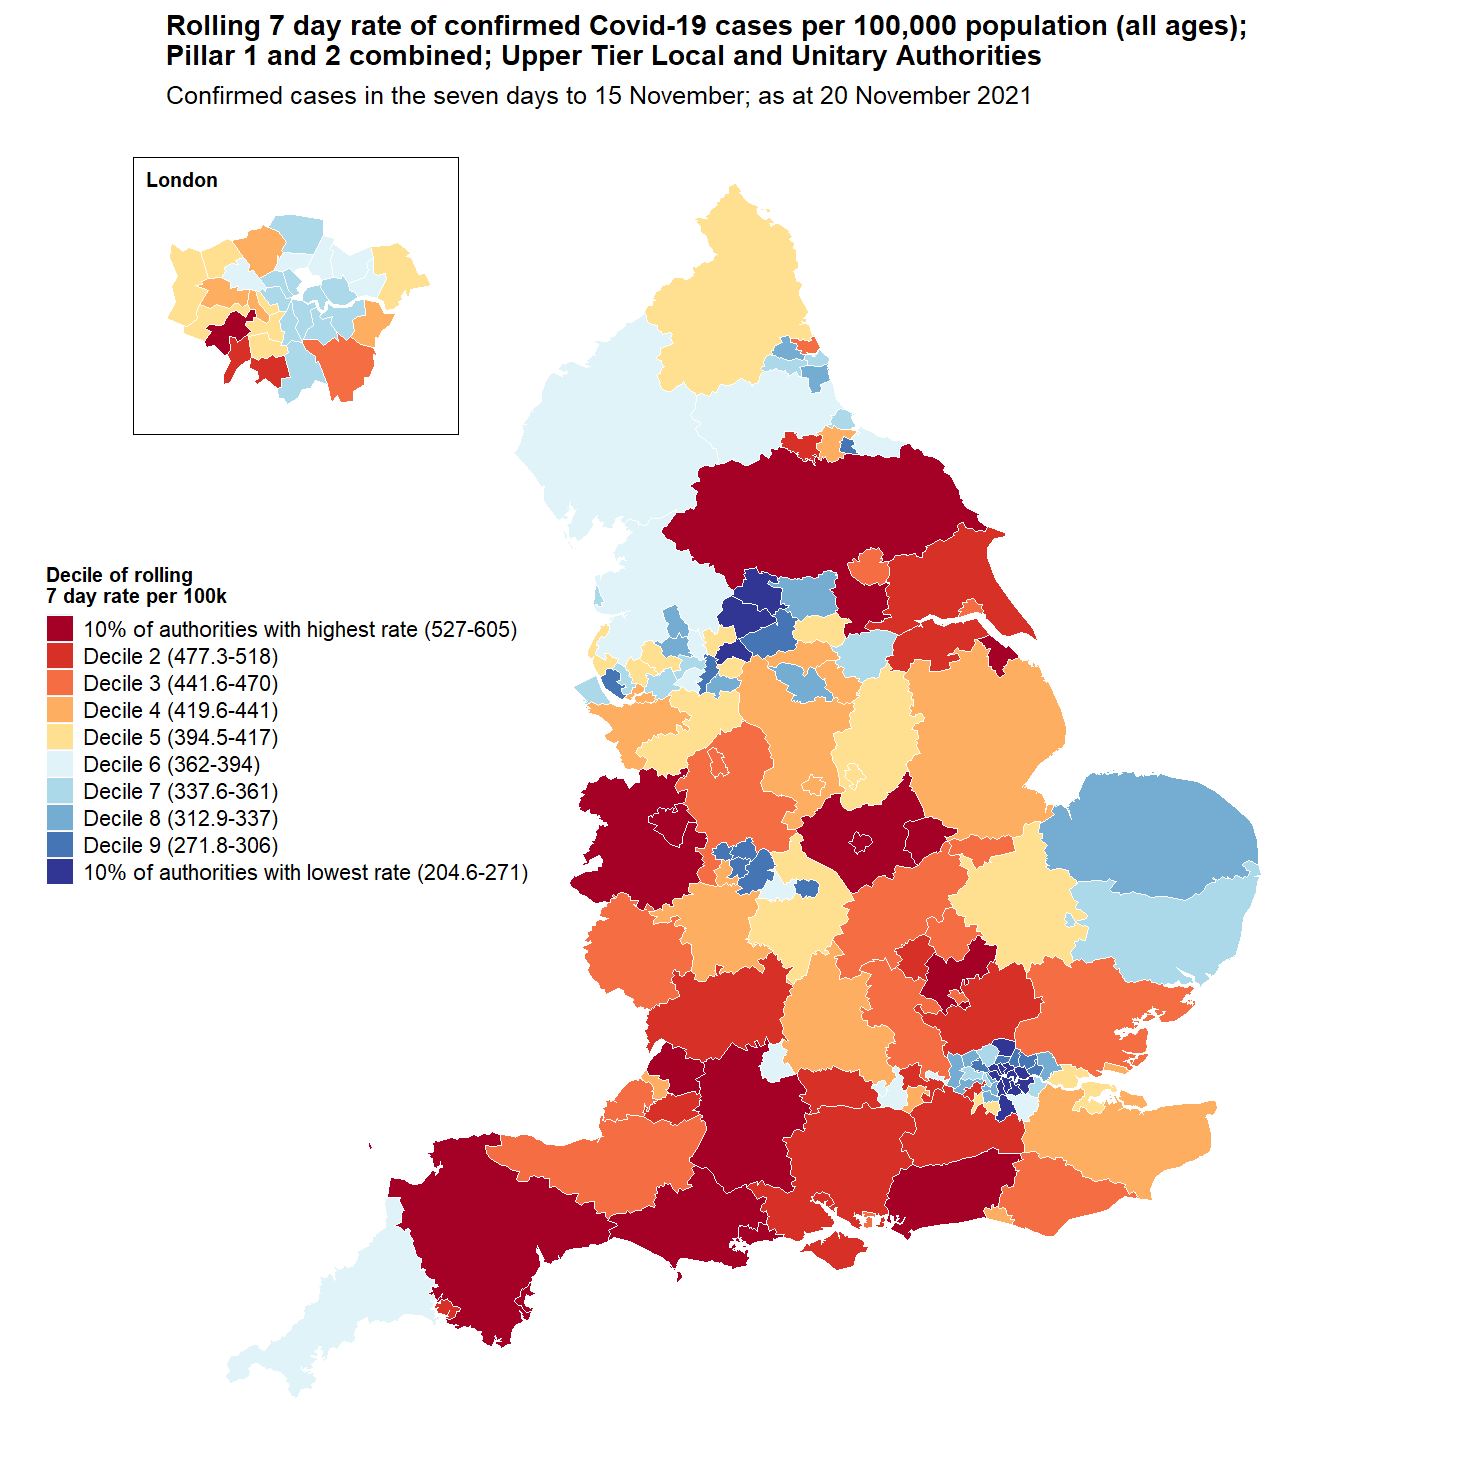 Rolling 7 day rate of confirmed Covid-19 cases per 100,000 population (all ages);
Pillar 1 and 2 combined; Upper Tier Local and Unitary Authorities
Confirmed cases in the seven days to 15 November; as at 20 November 2021
London
Decile of rolling
7 day rate per 100k
10% of authorities with highest rate (527-605)
Decile 2 (477.3-518)
Decile 3 (441.6-470)
Decile 4 (419.6-441)
Decile 5 (394.5-417)
Decile 6 (362-394)
Decile 7 (337.6-361)
Decile 8 (312.9-337)
Decile 9 (271.8-306)
10% of authorities with lowest rate (204.6-271)